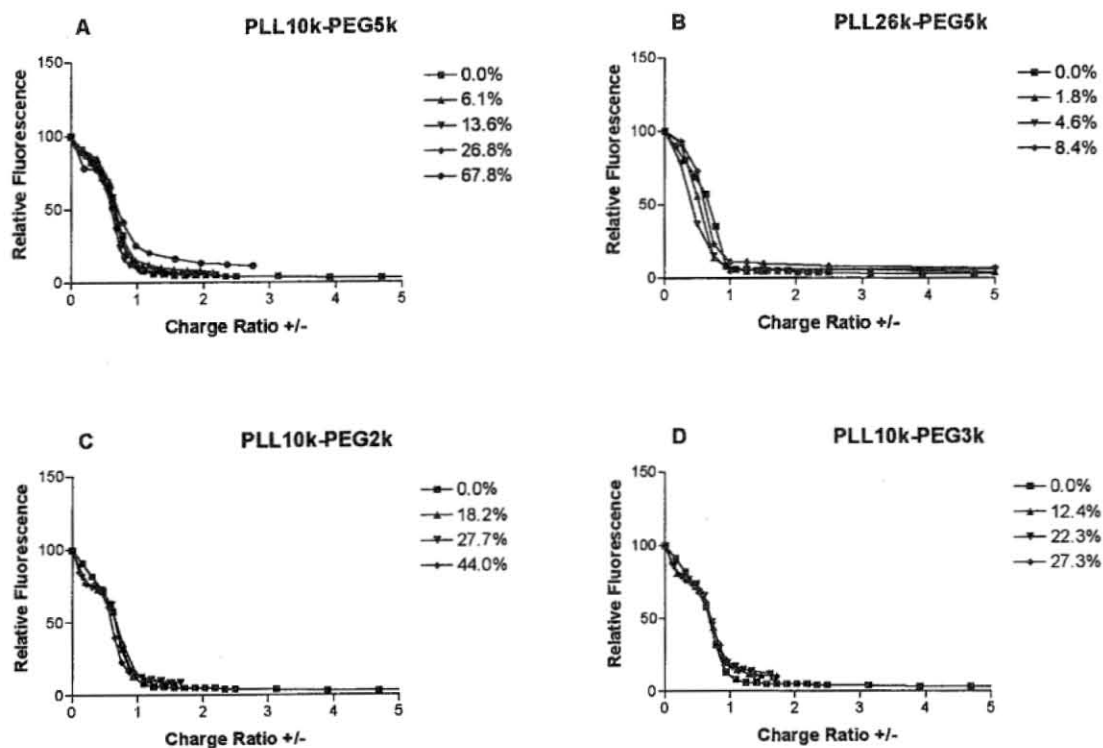 A PLL10k-PEG5k
Relative Fluorescence
150
100
50
0
0 1 2 3 4 5
Charge Ratio +/-
0.0%
6.1%
13.6%
26.8%
67.8%
B PLL26k-PEG5k
Relative Fluorescence
150
100
50
0
0 1 2 3 4 5
Charge Ratio +/-
0.0%
1.8%
4.6%
8.4%
C PLL10k-PEG2k
Relative Fluorescence
150
100
50
0
0 1 2 3 4 5
Charge Ratio +/-
0.0%
18.2%
27.7%
44.0%
D PLL10k-PEG3k
Relative Fluorescence
150
100
50
0
0 1 2 3 4 5
Charge Ratio +/-
0.0%
12.4%
22.3%
27.3%